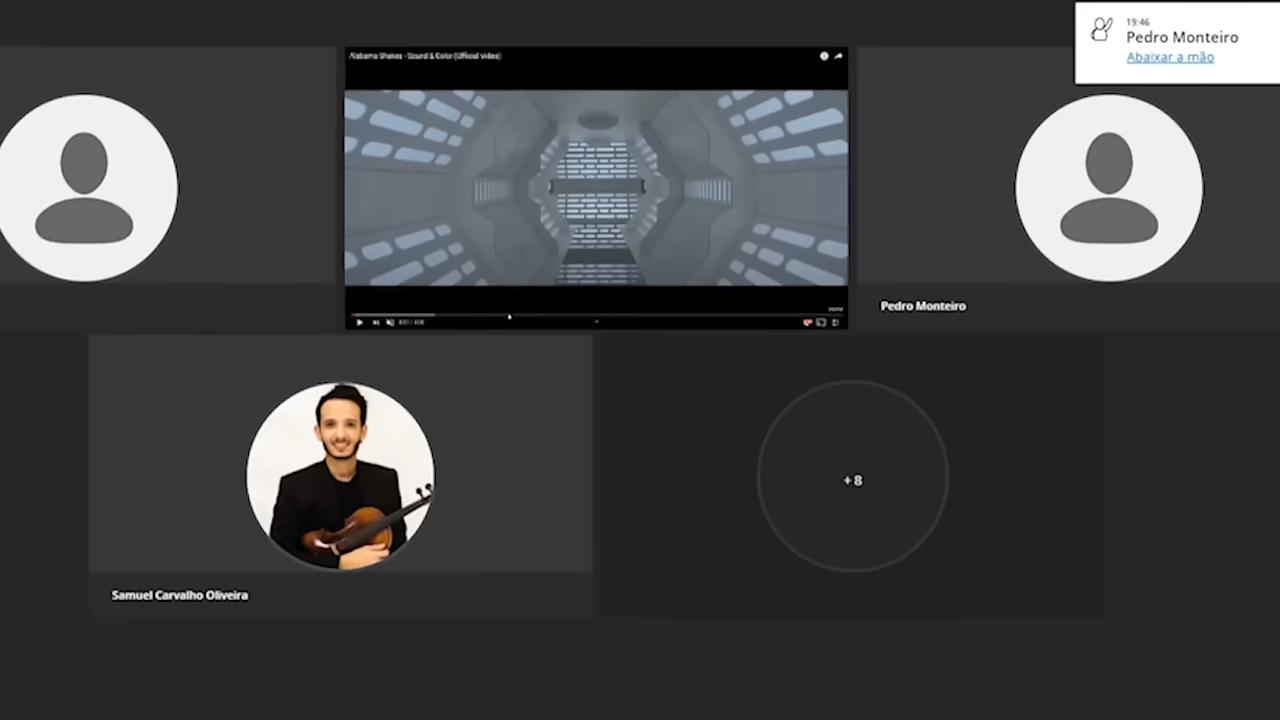 19:46
Pedro Monteiro
Abaixar a mão
Alabama Shakes - Sound & Color (Official Video)
Pedro Monteiro
+8
Samuel Carvalho Oliveira